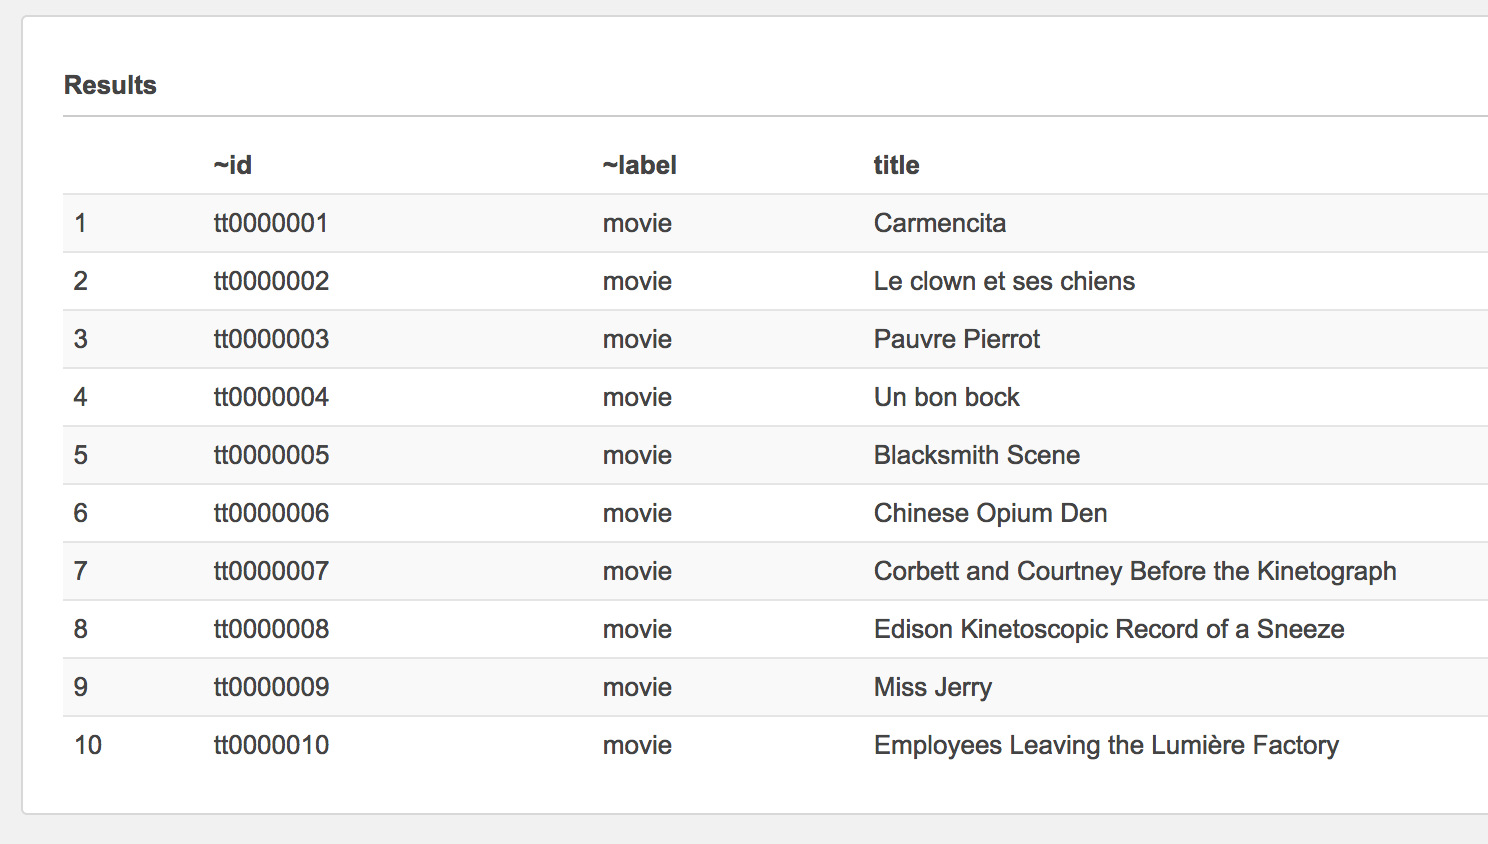 Results
~id ~label title
1 tt0000001 movie Carmencita
2 tt0000002 movie Le clown et ses chiens
3 tt0000003 movie Pauvre Pierrot
4 tt0000004 movie Un bon bock
5 tt0000005 movie Blacksmith Scene
6 tt0000006 movie Chinese Opium Den
7 tt0000007 movie Corbett and Courtney Before the Kinetograph
8 tt0000008 movie Edison Kinetoscopic Record of a Sneeze
9 tt0000009 movie Miss Jerry
10 tt0000010 movie Employees Leaving the Lumière Factory